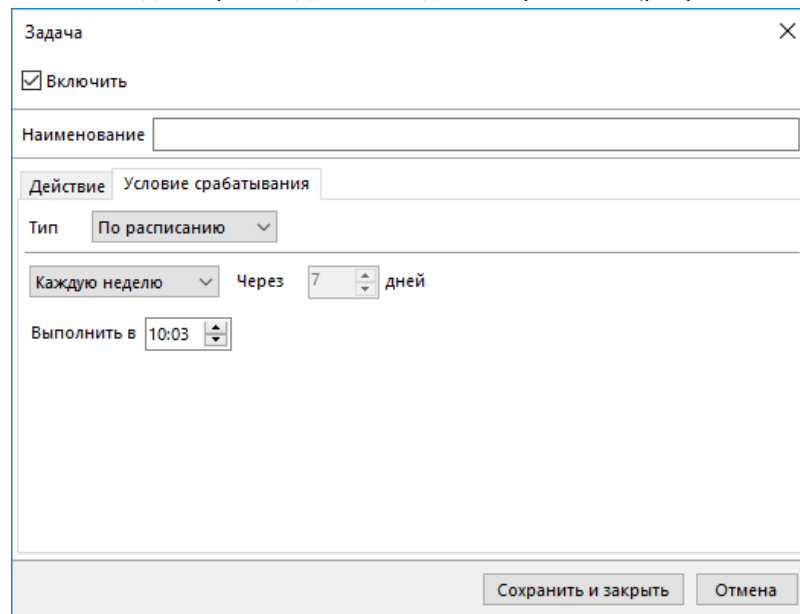 Задача
Включить
Наименование
Действие Условие срабатывания
Тип По расписанию
Каждую неделю Через 7 дней
Выполнить в 10:03
Сохранить и закрыть Отмена